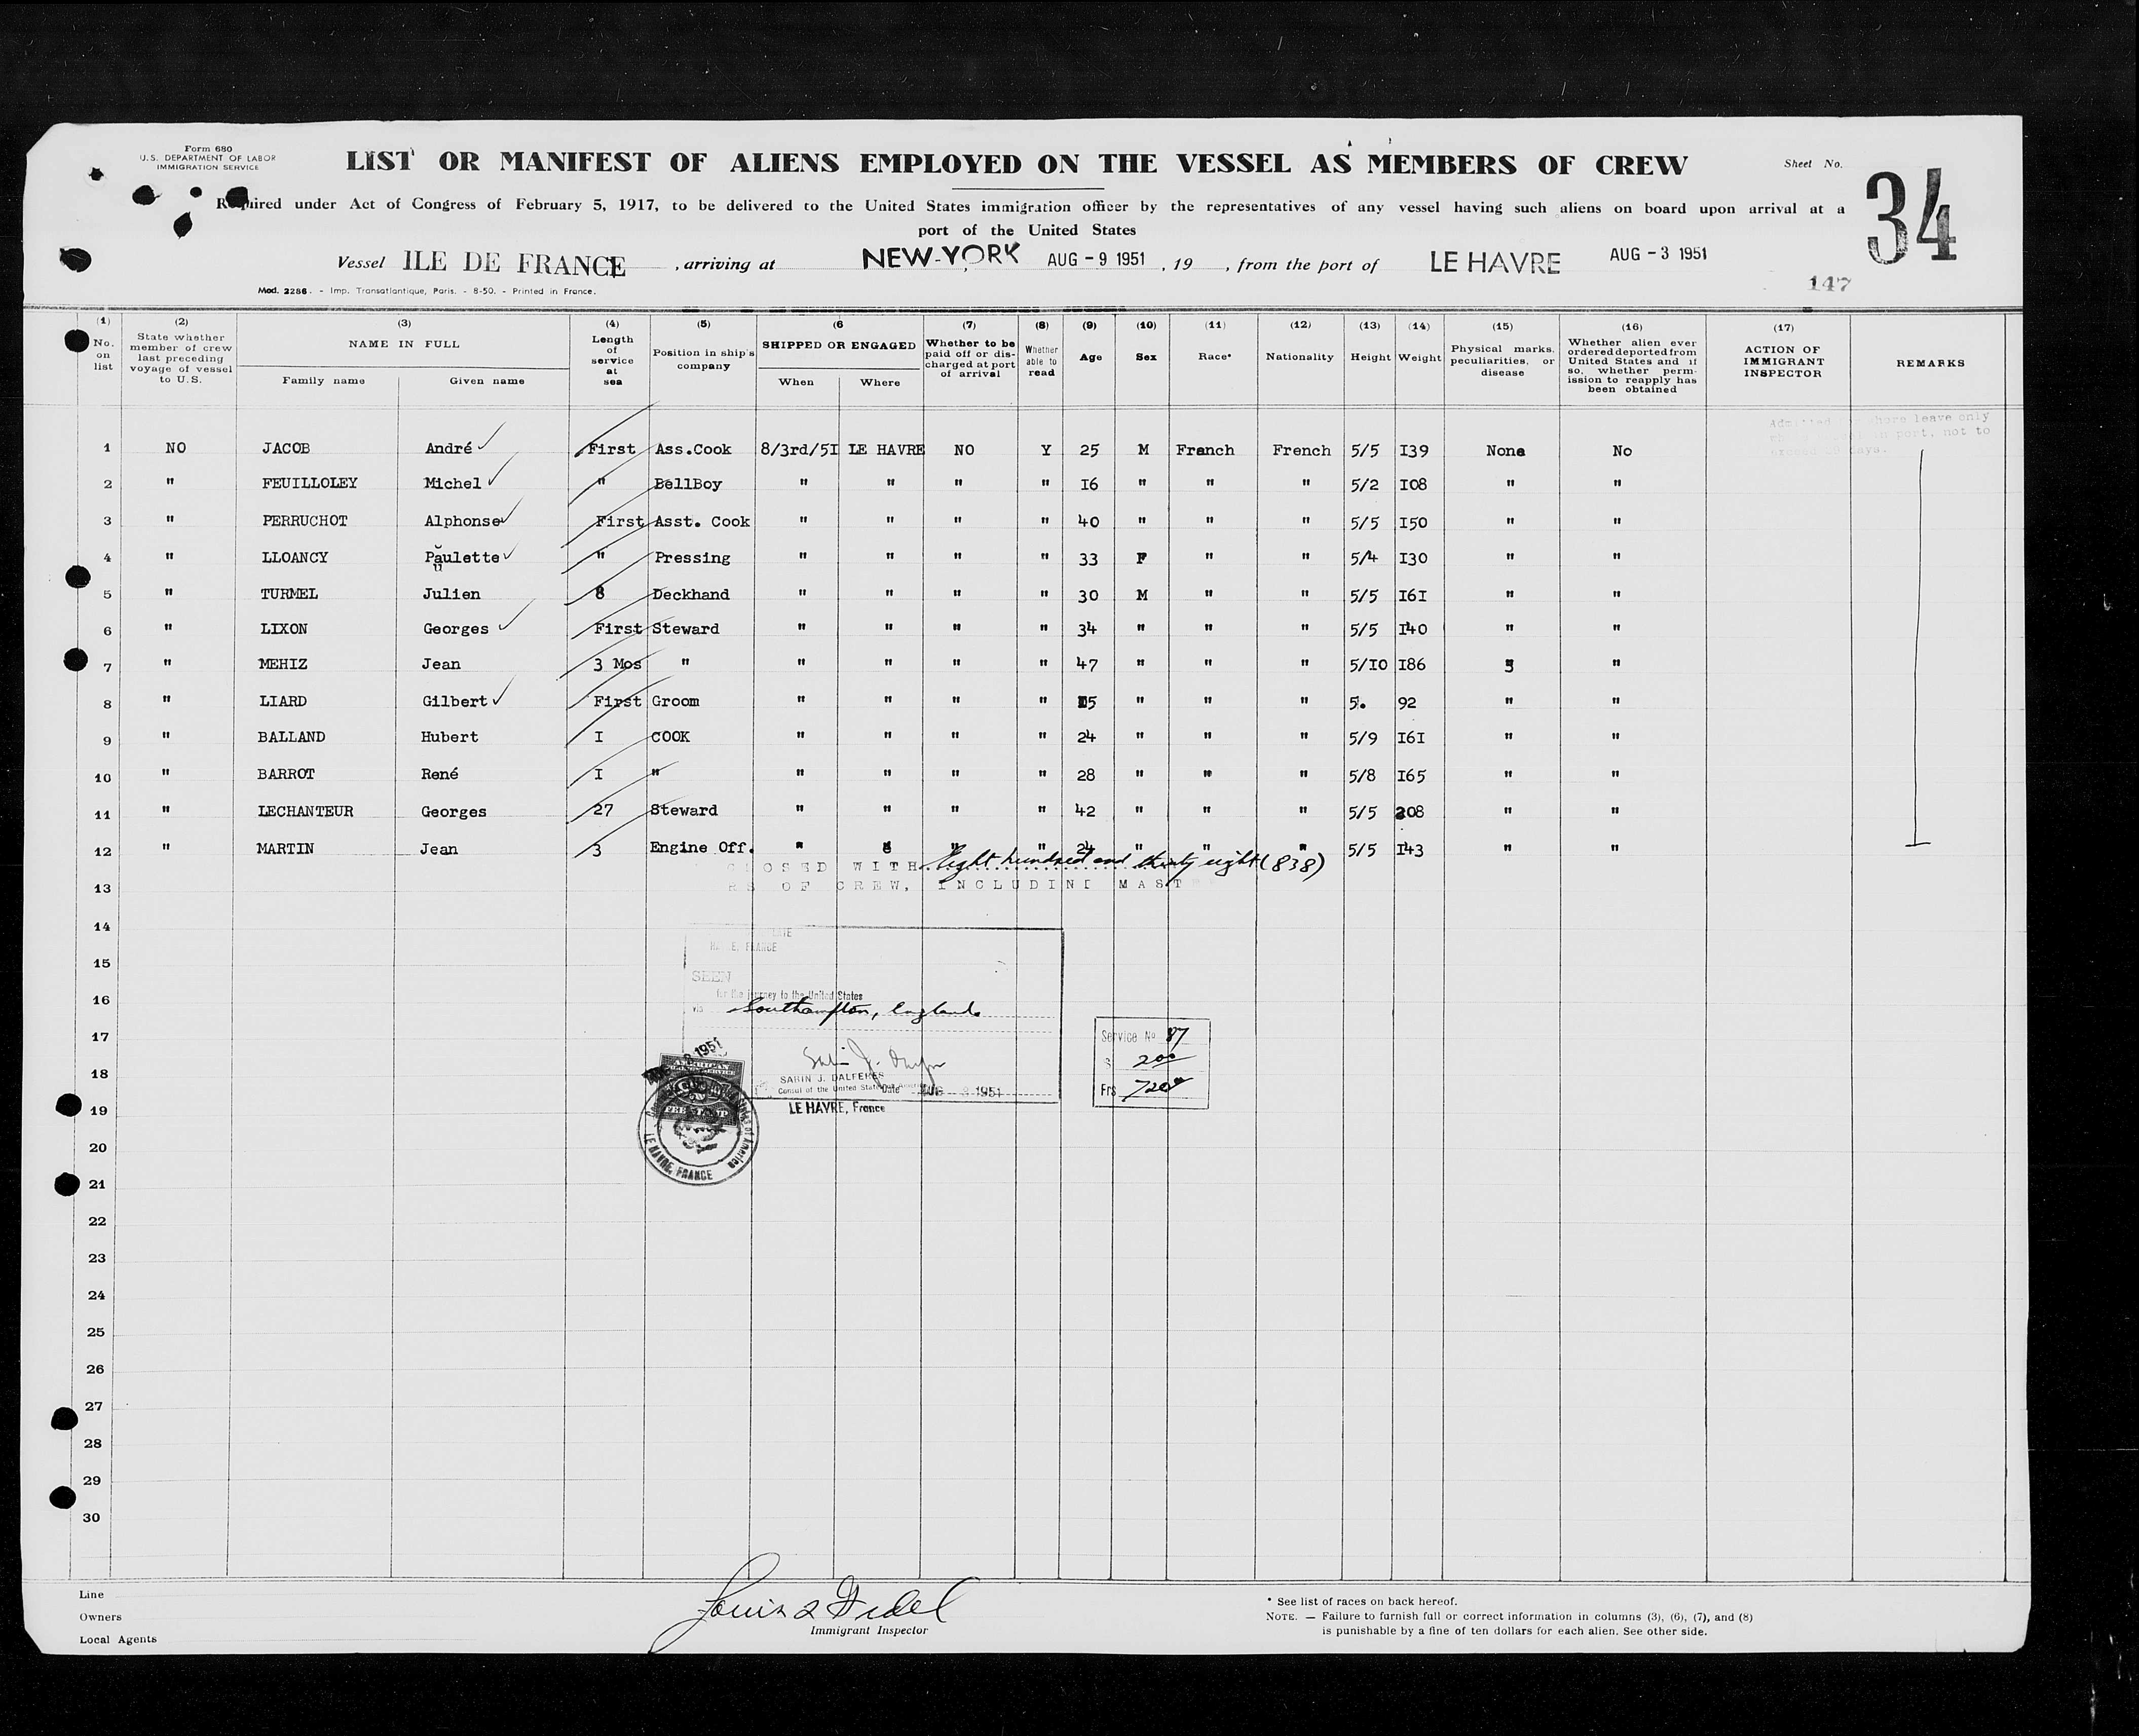 Form 680
U.S. DEPARTMENT OF LABOR
IMMIGRATION SERVICE
LIST OR MANIFEST OF ALIENS EMPLOYED ON THE VESSEL AS MEMBERS OF CREW
Sheet No.
34
Required under Act of Congress of February 5, 1917, to be delivered to the United States immigration officer by the representatives of any vessel having such aliens on board upon arrival at a
port of the United States
Vessel ILE DE FRANCE, arriving at NEW-YORK AUG - 9 1951, 19 , from the port of LE HAVRE AUG - 3 1951
147
Mod. 2286. - Imp. Transatlantique, Paris. - 8-50. - Printed in France.
(1) No. on list (2) State whether member of crew last preceding voyage of vessel to U.S. (3) NAME IN FULL Family name Given name (4) Length of service at sea (5) Position in ship's company (6 SHIPPED OR ENGAGED When Where (7) Whether to be paid off or discharged at port of arrival (8) Whether able to read (9) Age (10) Sex (11) Race* (12) Nationality (13) Height (14) Weight (15) Physical marks, peculiarities, or disease (16) Whether alien ever ordered deported from United States and if so, whether permission to reapply has been obtained (17) ACTION OF IMMIGRANT INSPECTOR REMARKS
Admitted shore leave only
in port, not to
exceed days.
1 NO JACOB André First Ass.Cook 8/3rd/5I LE HAVRE NO Y 25 M French French 5/5 I39 None No
2 " FEUILLOLEY Michel " BellBoy " " " " I6 " " " 5/2 I08 " "
3 " PERRUCHOT Alphonse First Asst. Cook " " " " 40 " " " 5/5 I50 " "
4 " LLOANCY Paulette " Pressing " " " " 33 F " " 5/4 I30 " "
5 " TURMEL Julien 8 Deckhand " " " " 30 M " " 5/5 I6I " "
6 " LIXON Georges First Steward " " " " 34 " " " 5/5 I40 " "
7 " MEHIZ Jean 3 Mos " " " " " 47 " " " 5/I0 I86 " "
8 " LIARD Gilbert First Groom " " " " I5 " " " 5. 92 " "
9 " BALLAND Hubert I COOK " " " " 24 " " " 5/9 I6I " "
10 " BARROT René I " " " " " 28 " " " 5/8 I65 " "
11 " LECHANTEUR Georges 27 Steward " " " " 42 " " " 5/5 208 " "
12 " MARTIN Jean 3 Engine Off. " " " " 24 " " " 5/5 I43 " "
OSED WITH Eight hundred and thirty eight (838)
RS OF CREW, INCLUDING MAST
13
14
15
16
17
18
19
20
21
22
23
24
25
26
27
28
29
30
E, FRANCE
SEEN
for the journey to the United States
via Southampton, England
SABIN J. DALFERES
Consul of the United States
Date AUG - 3 1951
LE HAVRE, France
Service No 87
$ 2oo
Frs 720
3 1951
AMERICAN
FEE STAMP
LE HAVRE, FRANCE
Line
Owners
Local Agents
Immigrant Inspector
* See list of races on back hereof.
NOTE. — Failure to furnish full or correct information in columns (3), (6), (7), and (8)
is punishable by a fine of ten dollars for each alien. See other side.